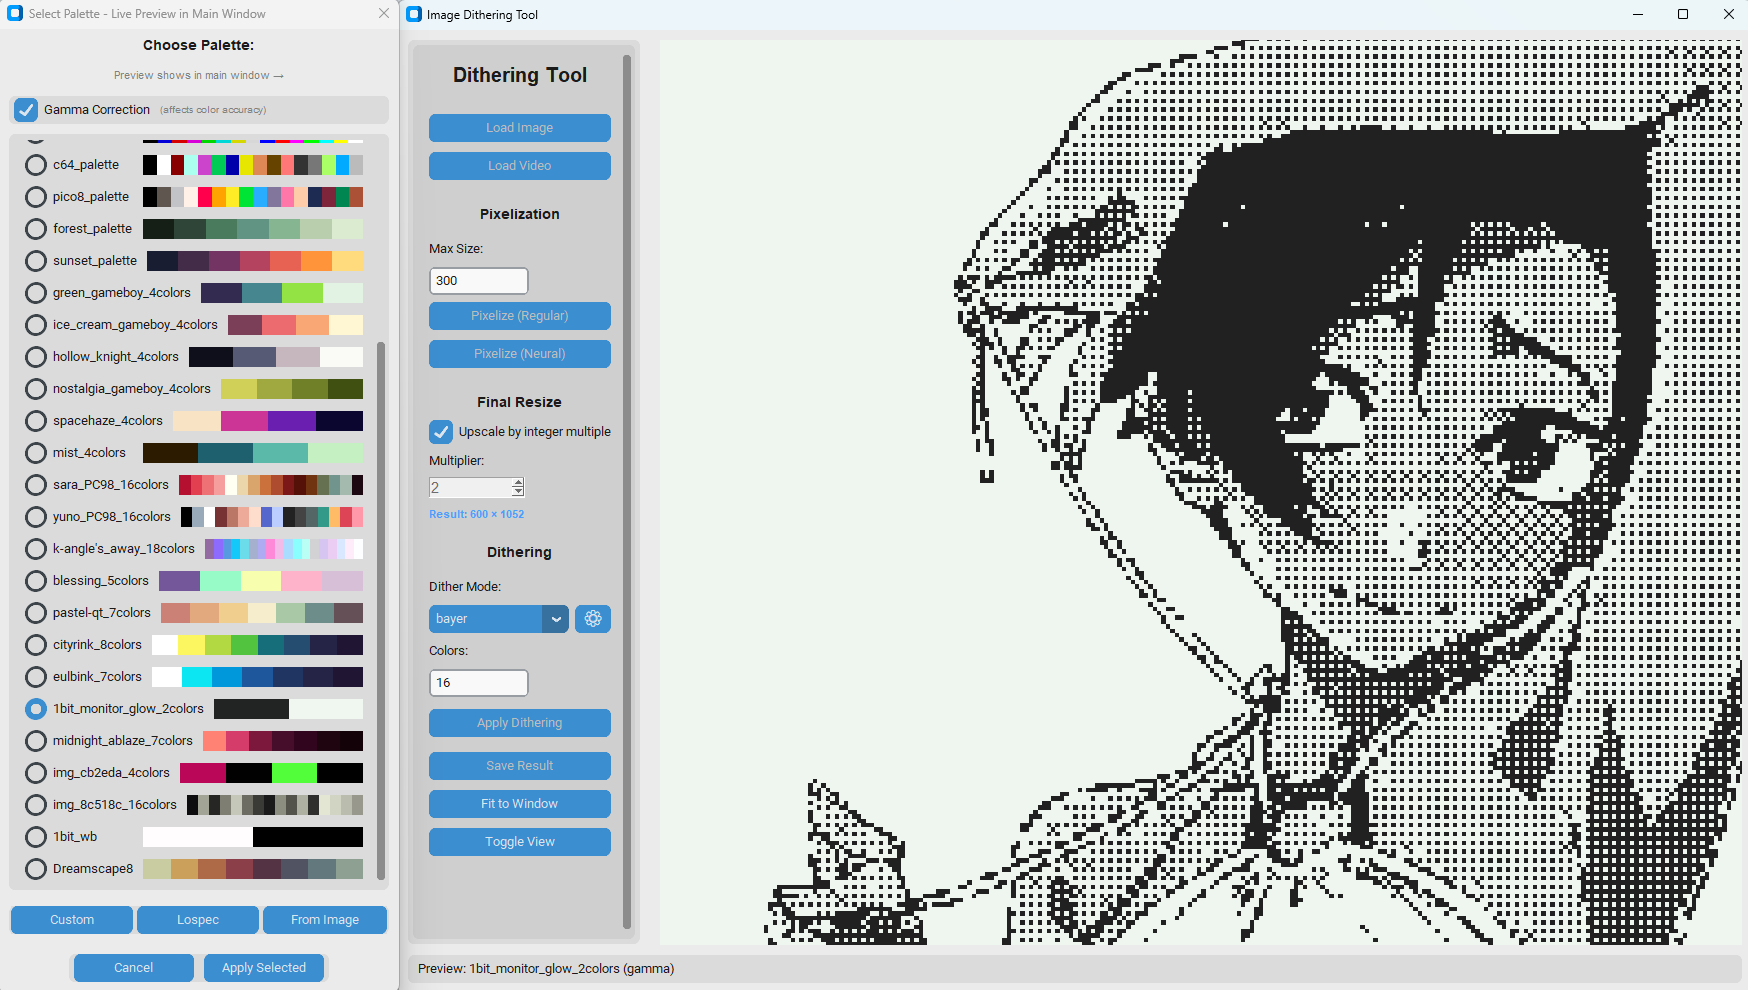 Select Palette - Live Preview in Main Window
Choose Palette:
Preview shows in main window →
Gamma Correction (affects color accuracy)
c64_palette
pico8_palette
forest_palette
sunset_palette
green_gameboy_4colors
ice_cream_gameboy_4colors
hollow_knight_4colors
nostalgia_gameboy_4colors
spacehaze_4colors
mist_4colors
sara_PC98_16colors
yuno_PC98_16colors
k-angle's_away_18colors
blessing_5colors
pastel-qt_7colors
cityrink_8colors
eulbink_7colors
1bit_monitor_glow_2colors
midnight_ablaze_7colors
img_cb2eda_4colors
img_8c518c_16colors
1bit_wb
Dreamscape8
Custom
Lospec
From Image
Cancel
Apply Selected
Image Dithering Tool
Dithering Tool
Load Image
Load Video
Pixelization
Max Size:
300
Pixelize (Regular)
Pixelize (Neural)
Final Resize
Upscale by integer multiple
Multiplier:
2
Result: 600 × 1052
Dithering
Dither Mode:
bayer
Colors:
16
Apply Dithering
Save Result
Fit to Window
Toggle View
Preview: 1bit_monitor_glow_2colors (gamma)